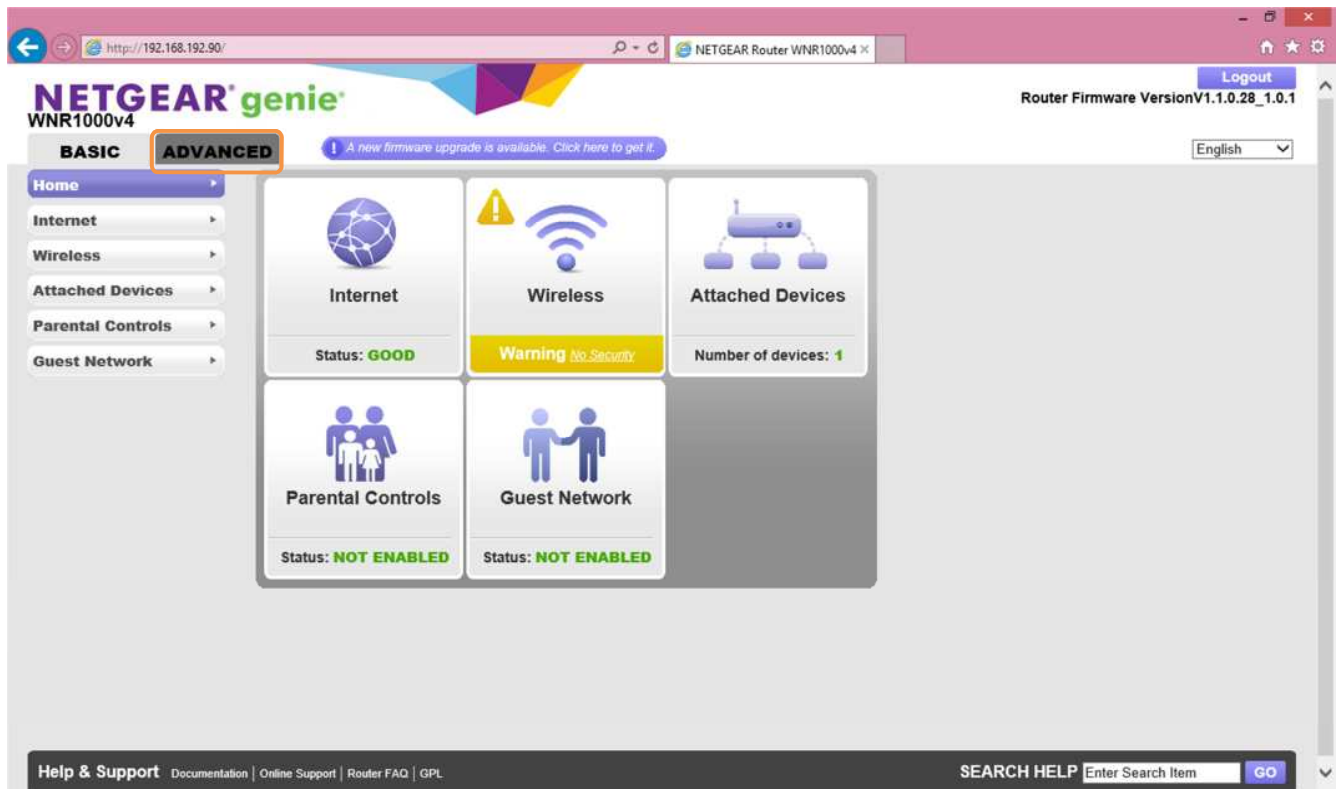 http://192.168.192.90/
NETGEAR Router WNR1000v4
NETGEAR® genie®
WNR1000v4
Logout
Router Firmware VersionV1.1.0.28_1.0.1
BASIC
ADVANCED
A new firmware upgrade is available. Click here to get it.
English
Home
Internet
Wireless
Attached Devices
Parental Controls
Guest Network
Internet
Status: GOOD
Wireless
Warning No Security
Attached Devices
Number of devices: 1
Parental Controls
Status: NOT ENABLED
Guest Network
Status: NOT ENABLED
Help & Support Documentation | Online Support | Router FAQ | GPL
SEARCH HELP Enter Search Item GO